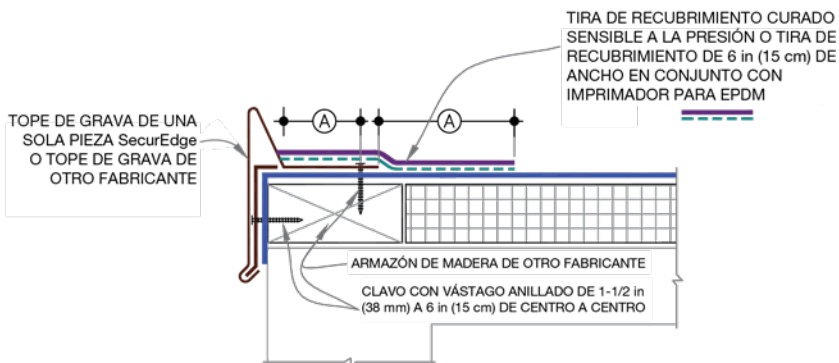 TIRA DE RECUBRIMIENTO CURADO
SENSIBLE A LA PRESIÓN O TIRA DE
RECUBRIMIENTO DE 6 in (15 cm) DE
ANCHO EN CONJUNTO CON
IMPRIMADOR PARA EPDM
TOPE DE GRAVA DE UNA
SOLA PIEZA SecurEdge
O TOPE DE GRAVA DE
OTRO FABRICANTE
A A
ARMAZÓN DE MADERA DE OTRO FABRICANTE
CLAVO CON VÁSTAGO ANILLADO DE 1-1/2 in
(38 mm) A 6 in (15 cm) DE CENTRO A CENTRO